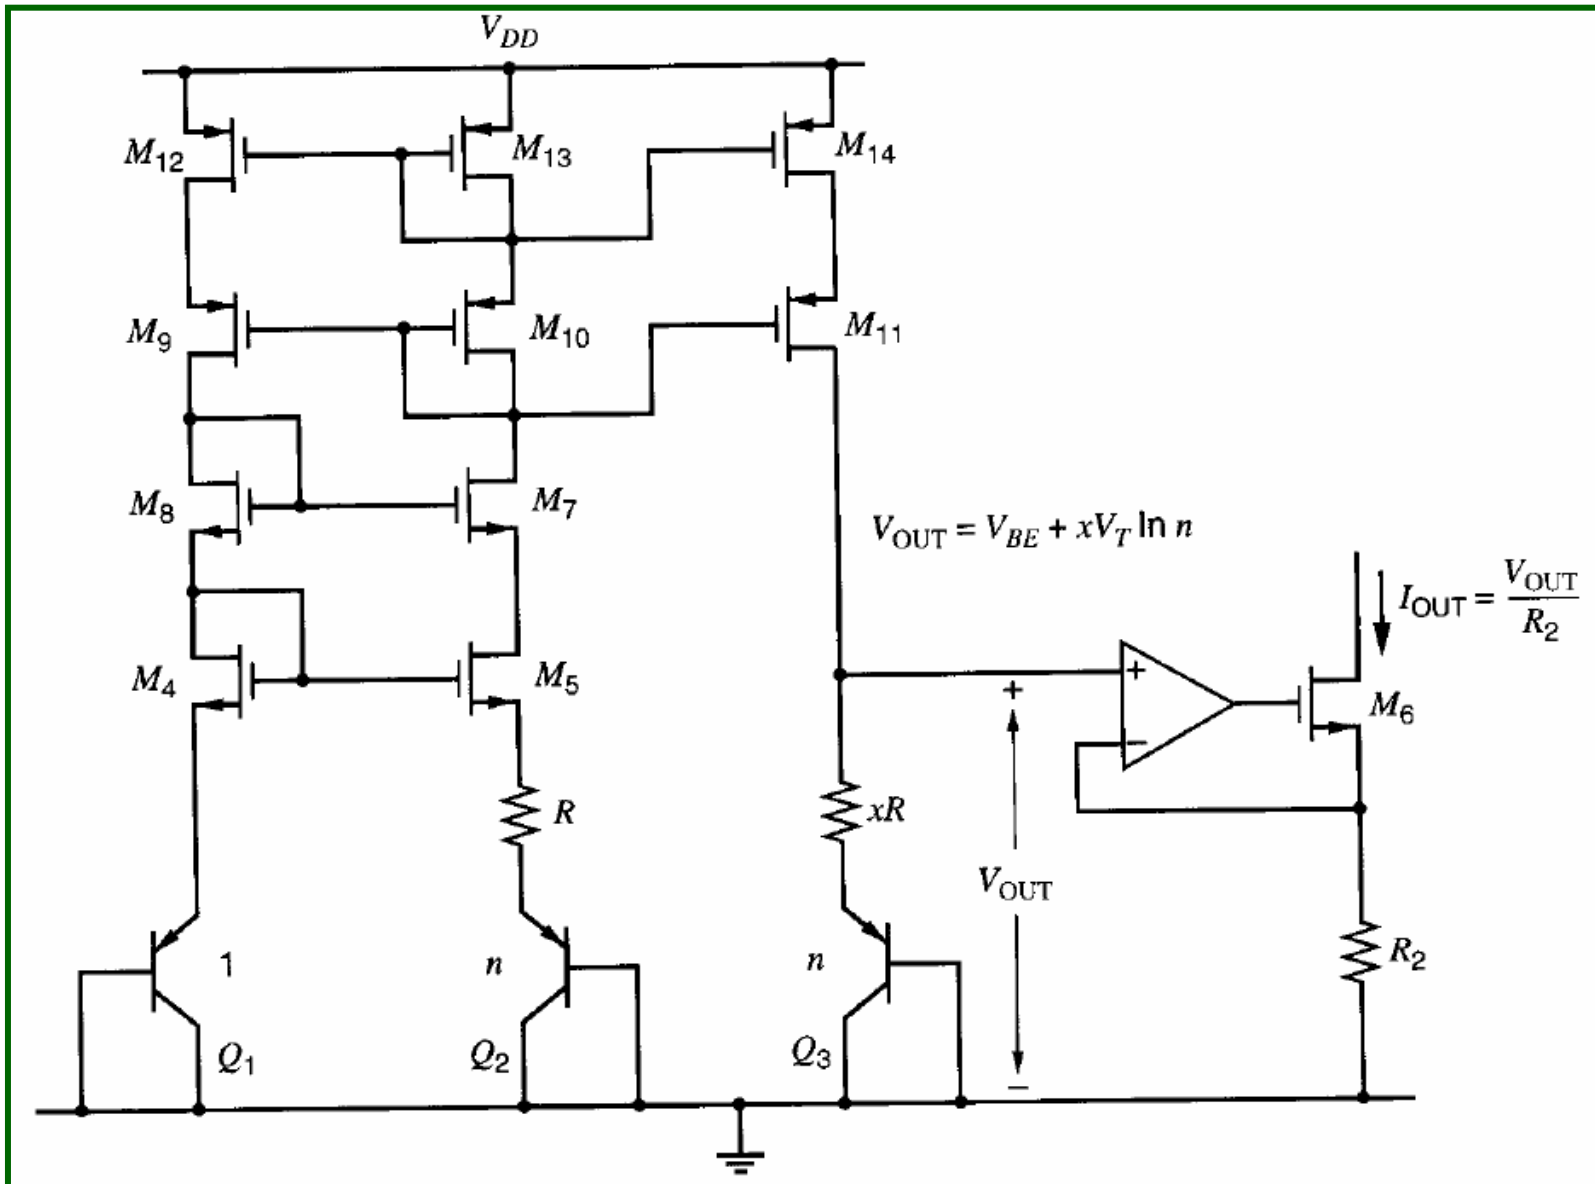 V_DD
M_12
M_13
M_14
M_9
M_10
M_11
M_8
M_7
V_OUT = V_BE + xV_T ln n
I_OUT = V_OUT / R_2
M_4
M_5
+
+
M_6
−
R
xR
V_OUT
1
n
n
R_2
Q_1
Q_2
Q_3
−